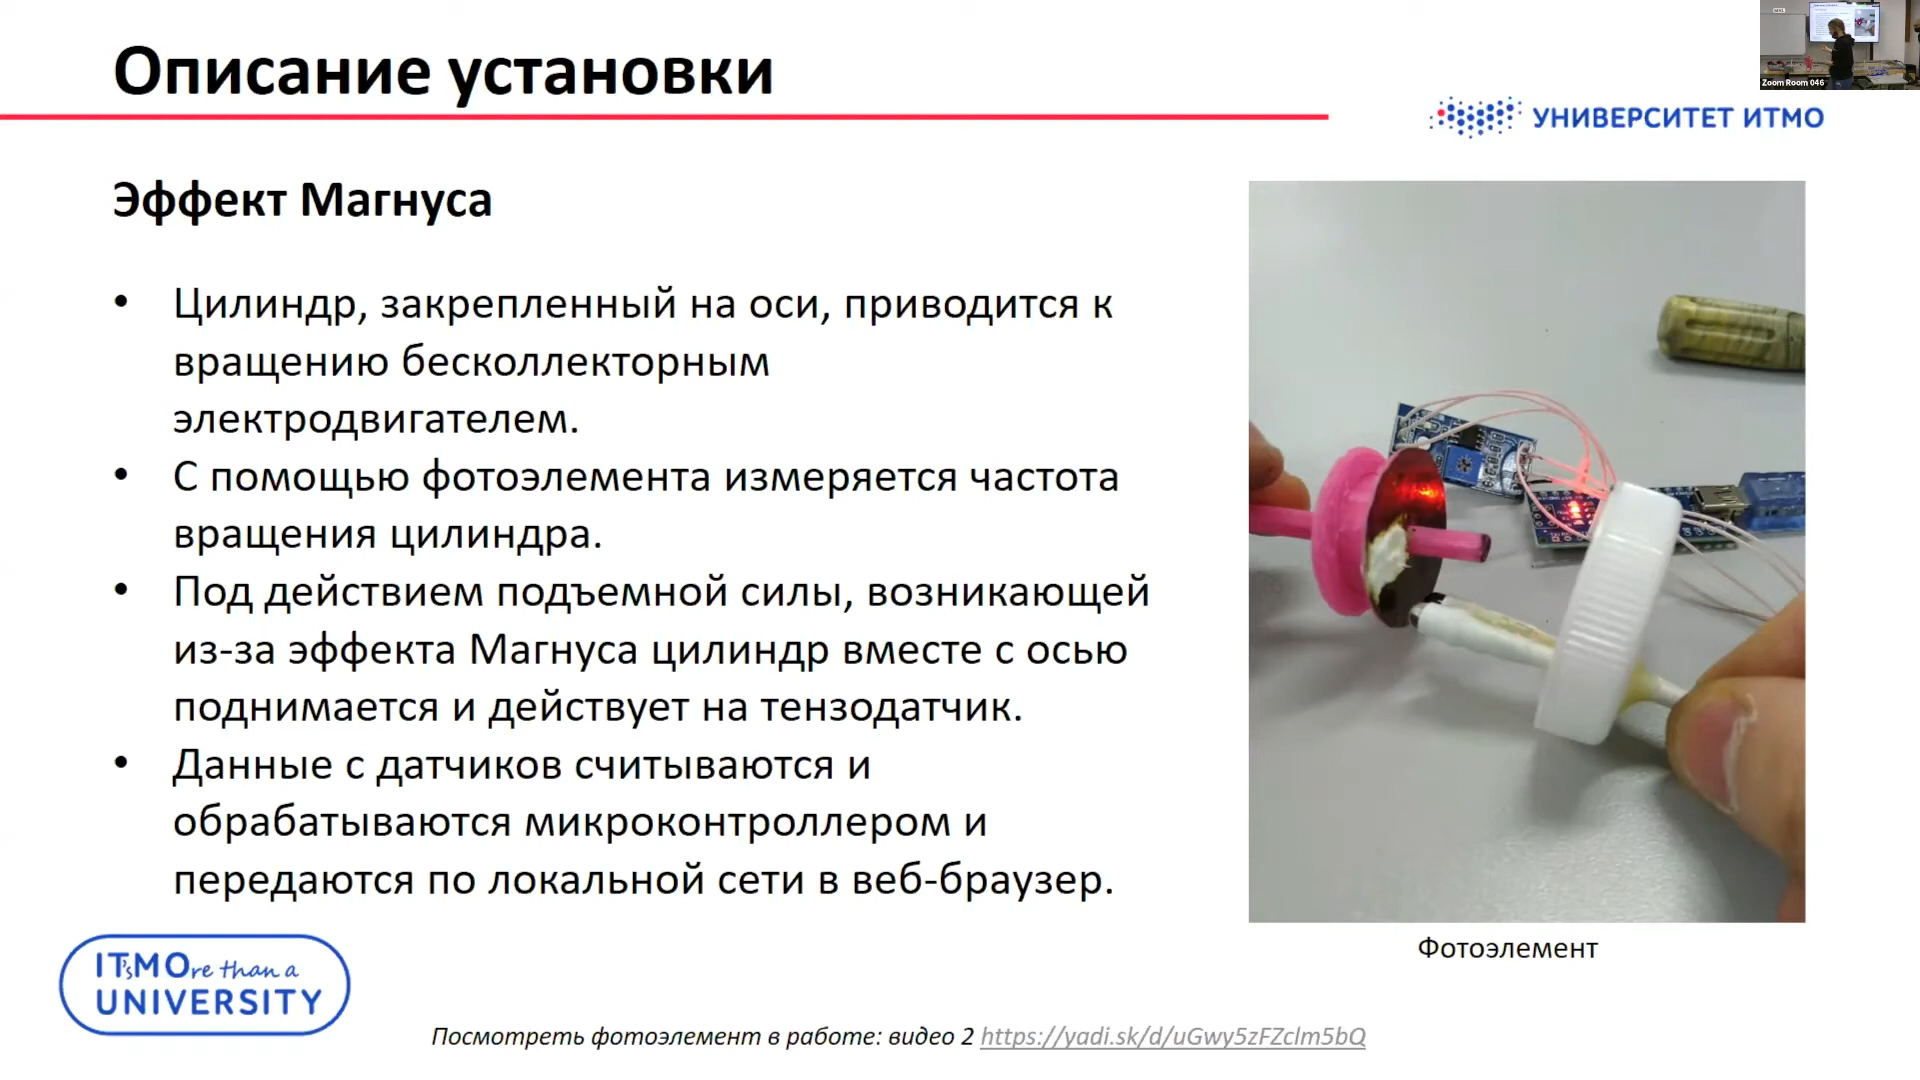 Описание установки
Zoom Room 046
УНИВЕРСИТЕТ ИТМО
Эффект Магнуса
• Цилиндр, закрепленный на оси, приводится к
вращению бесколлекторным
электродвигателем.
• С помощью фотоэлемента измеряется частота
вращения цилиндра.
• Под действием подъемной силы, возникающей
из-за эффекта Магнуса цилиндр вместе с осью
поднимается и действует на тензодатчик.
• Данные с датчиков считываются и
обрабатываются микроконтроллером и
передаются по локальной сети в веб-браузер.
Фотоэлемент
IT'sMOre than a
UNIVERSITY
Посмотреть фотоэлемент в работе: видео 2 https://yadi.sk/d/uGwy5zFZclm5bQ